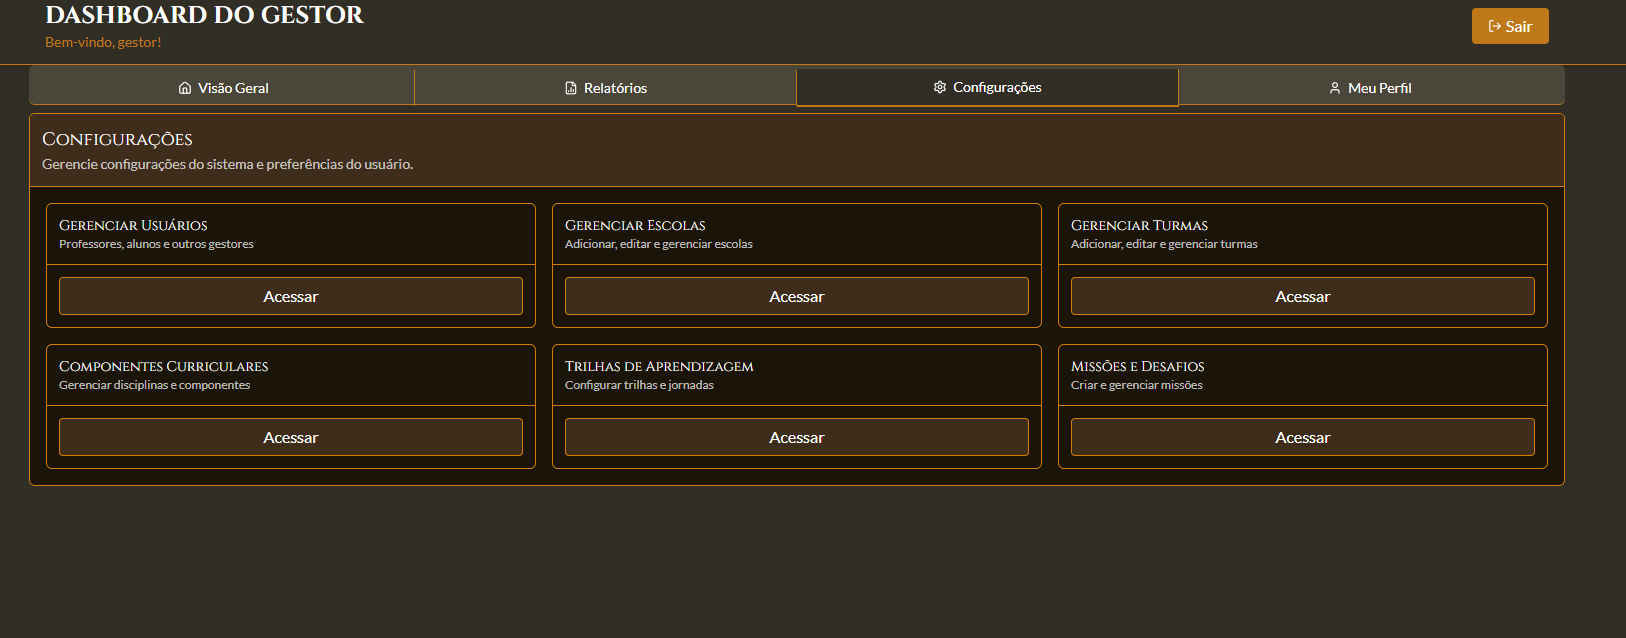 DASHBOARD DO GESTOR
Bem-vindo, gestor!
Sair
Visão Geral
Relatórios
Configurações
Meu Perfil
Configurações
Gerencie configurações do sistema e preferências do usuário.
Gerenciar Usuários
Professores, alunos e outros gestores
Acessar
Gerenciar Escolas
Adicionar, editar e gerenciar escolas
Acessar
Gerenciar Turmas
Adicionar, editar e gerenciar turmas
Acessar
Componentes Curriculares
Gerenciar disciplinas e componentes
Acessar
Trilhas de Aprendizagem
Configurar trilhas e jornadas
Acessar
Missões e Desafios
Criar e gerenciar missões
Acessar